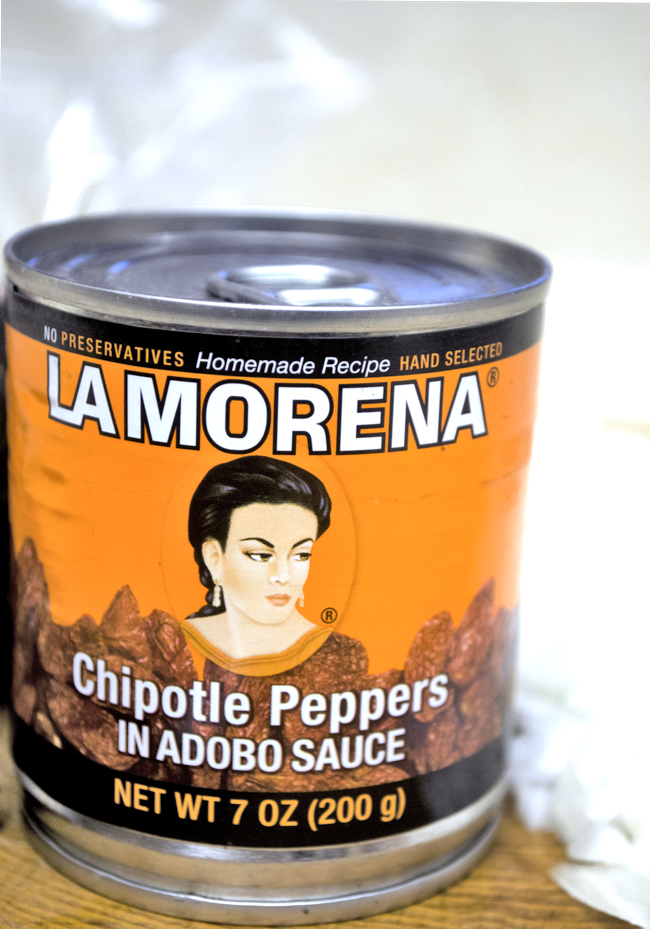 NO PRESERVATIVES Homemade Recipe HAND SELECTED
LA MORENA®
®
Chipotle Peppers
IN ADOBO SAUCE
NET WT 7 OZ (200 g)